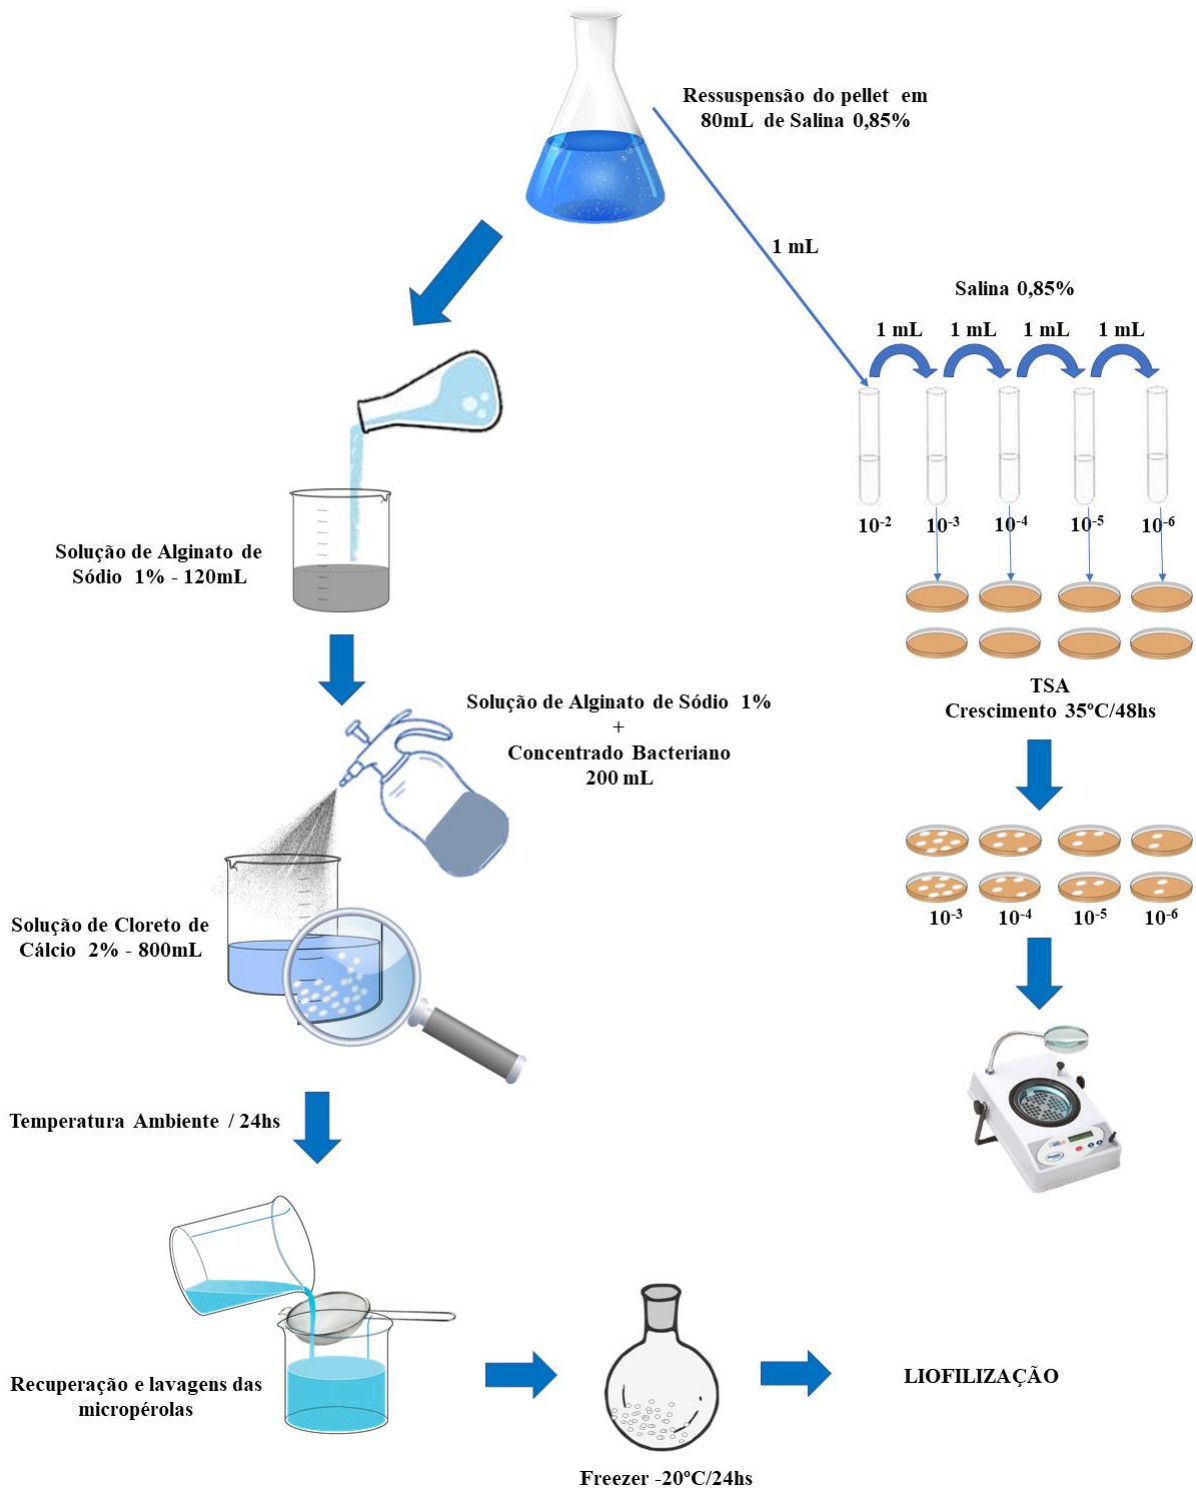 Ressuspensão do pellet em
80mL de Salina 0,85%
1 mL
Salina 0,85%
1 mL 1 mL 1 mL 1 mL
10-2 10-3 10-4 10-5 10-6
Solução de Alginato de
Sódio 1% - 120mL
TSA
Crescimento 35ºC/48hs
Solução de Alginato de Sódio 1%
+
Concentrado Bacteriano
200 mL
10-3 10-4 10-5 10-6
Solução de Cloreto de
Cálcio 2% - 800mL
Temperatura Ambiente / 24hs
Recuperação e lavagens das
micropérolas
LIOFILIZAÇÃO
Freezer -20ºC/24hs